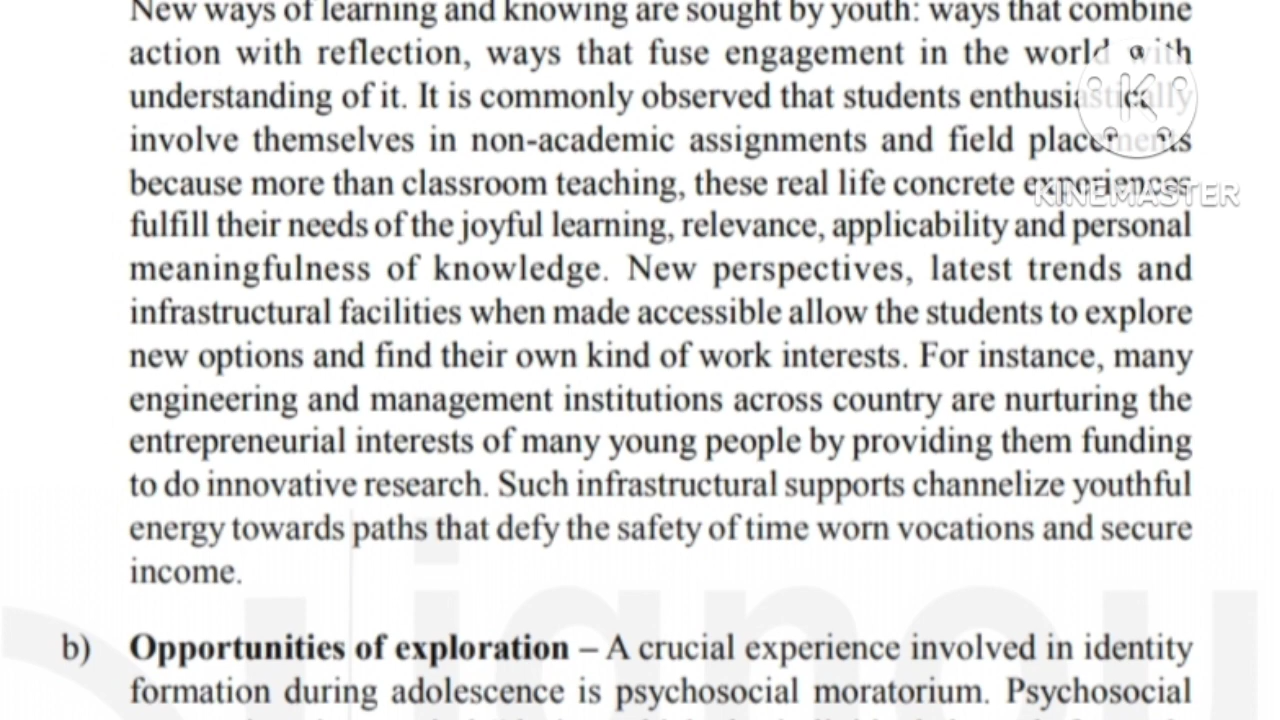 New ways of learning and knowing are sought by youth: ways that combine
action with reflection, ways that fuse engagement in the world with
understanding of it. It is commonly observed that students enthusiastically
involve themselves in non-academic assignments and field placements
because more than classroom teaching, these real life concrete experiences
KINEMASTER
fulfill their needs of the joyful learning, relevance, applicability and personal
meaningfulness of knowledge. New perspectives, latest trends and
infrastructural facilities when made accessible allow the students to explore
new options and find their own kind of work interests. For instance, many
engineering and management institutions across country are nurturing the
entrepreneurial interests of many young people by providing them funding
to do innovative research. Such infrastructural supports channelize youthful
energy towards paths that defy the safety of time worn vocations and secure
income.
ignou
b) Opportunities of exploration – A crucial experience involved in identity
formation during adolescence is psychosocial moratorium. Psychosocial